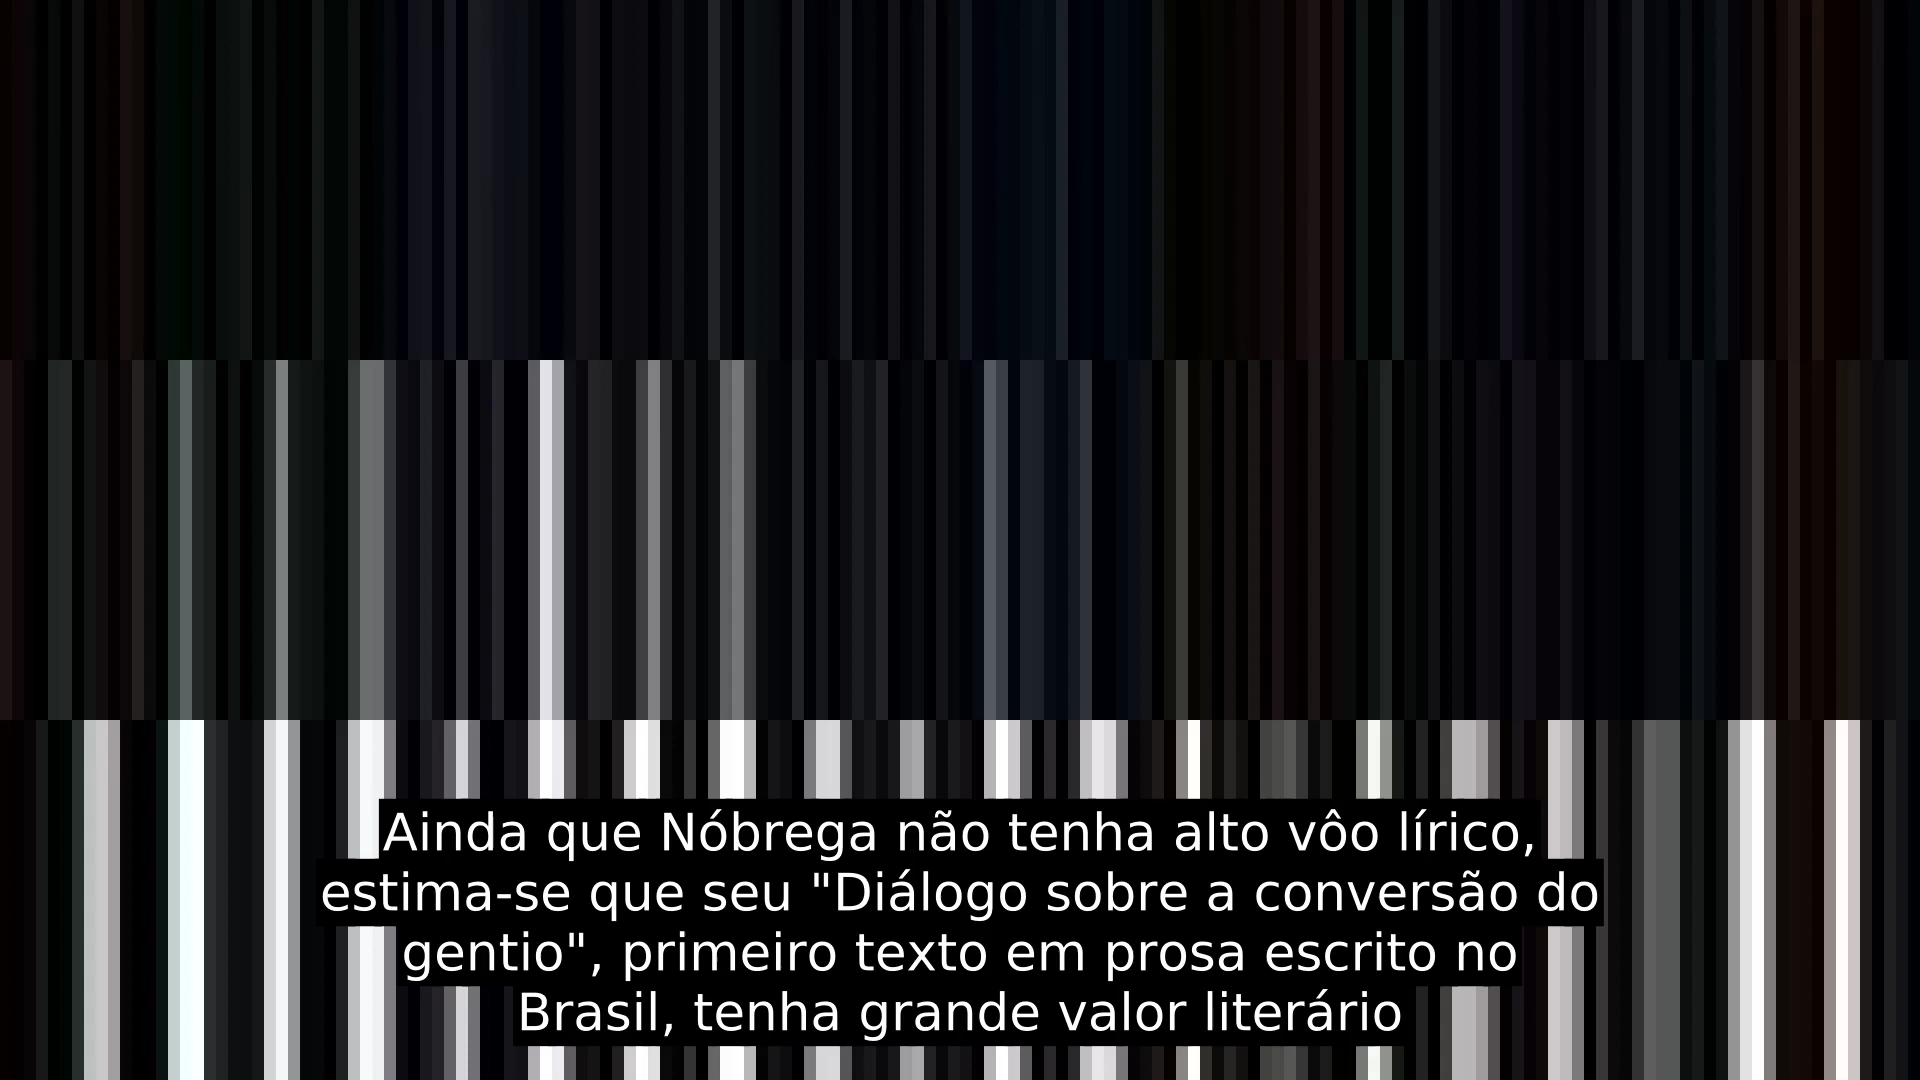 Ainda que Nóbrega não tenha alto vôo lírico,
estima-se que seu "Diálogo sobre a conversão do
gentio", primeiro texto em prosa escrito no
Brasil, tenha grande valor literário